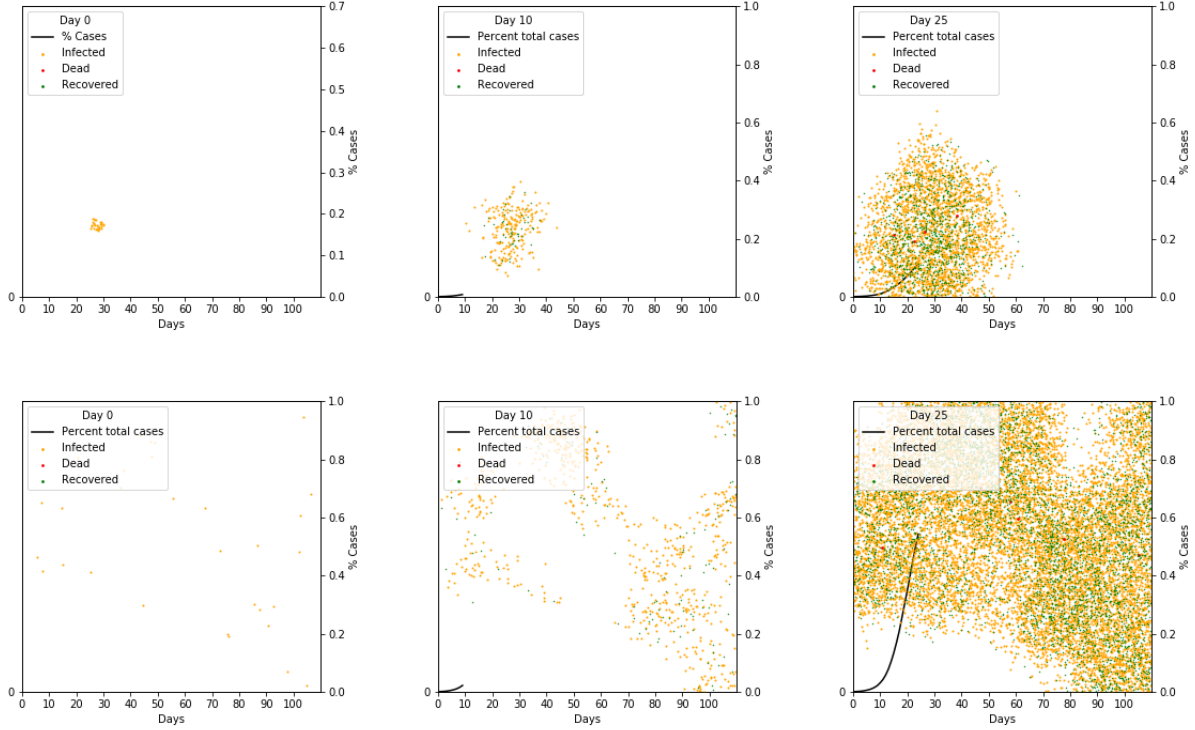 Day 0
% Cases
Infected
Dead
Recovered
0.7
0.6
0.5
0.4
0.3
0.2
0.1
0.0
% Cases
0
0 10 20 30 40 50 60 70 80 90 100
Days
Day 10
Percent total cases
Infected
Dead
Recovered
1.0
0.8
0.6
0.4
0.2
0.0
% Cases
0
0 10 20 30 40 50 60 70 80 90 100
Days
Day 25
Percent total cases
Infected
Dead
Recovered
1.0
0.8
0.6
0.4
0.2
0.0
% Cases
0
0 10 20 30 40 50 60 70 80 90 100
Days
Day 0
Percent total cases
Infected
Dead
Recovered
1.0
0.8
0.6
0.4
0.2
0.0
% Cases
0
0 10 20 30 40 50 60 70 80 90 100
Days
Day 10
Percent total cases
Infected
Dead
Recovered
1.0
0.8
0.6
0.4
0.2
0.0
% Cases
0
0 10 20 30 40 50 60 70 80 90 100
Days
Day 25
Percent total cases
Infected
Dead
Recovered
1.0
0.8
0.6
0.4
0.2
0.0
% Cases
0
0 10 20 30 40 50 60 70 80 90 100
Days